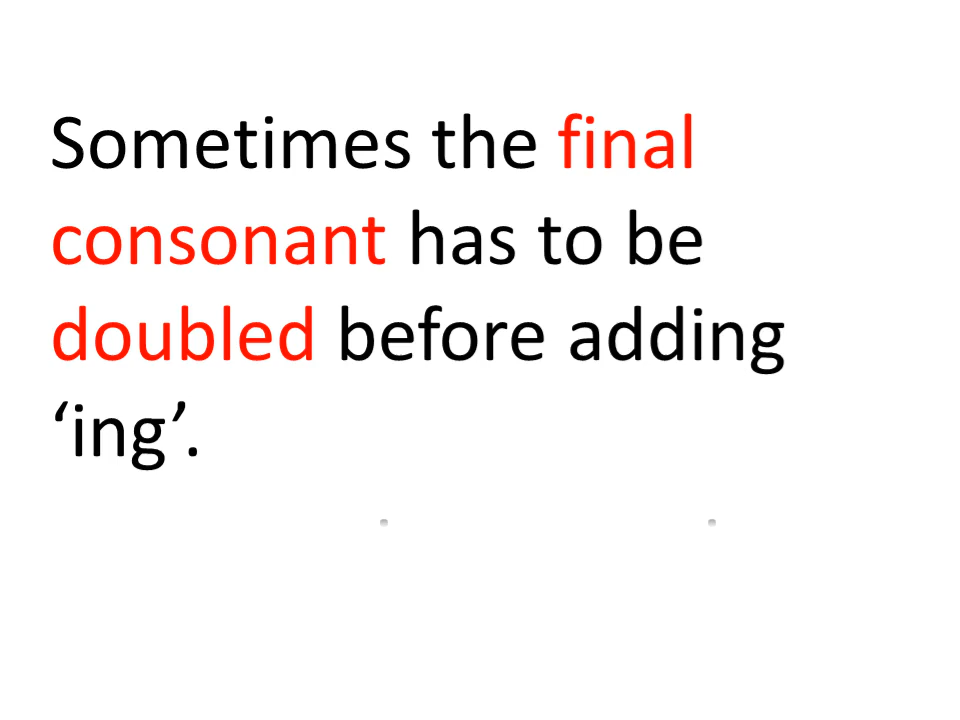 Sometimes the final
consonant has to be
doubled before adding
‘ing’.